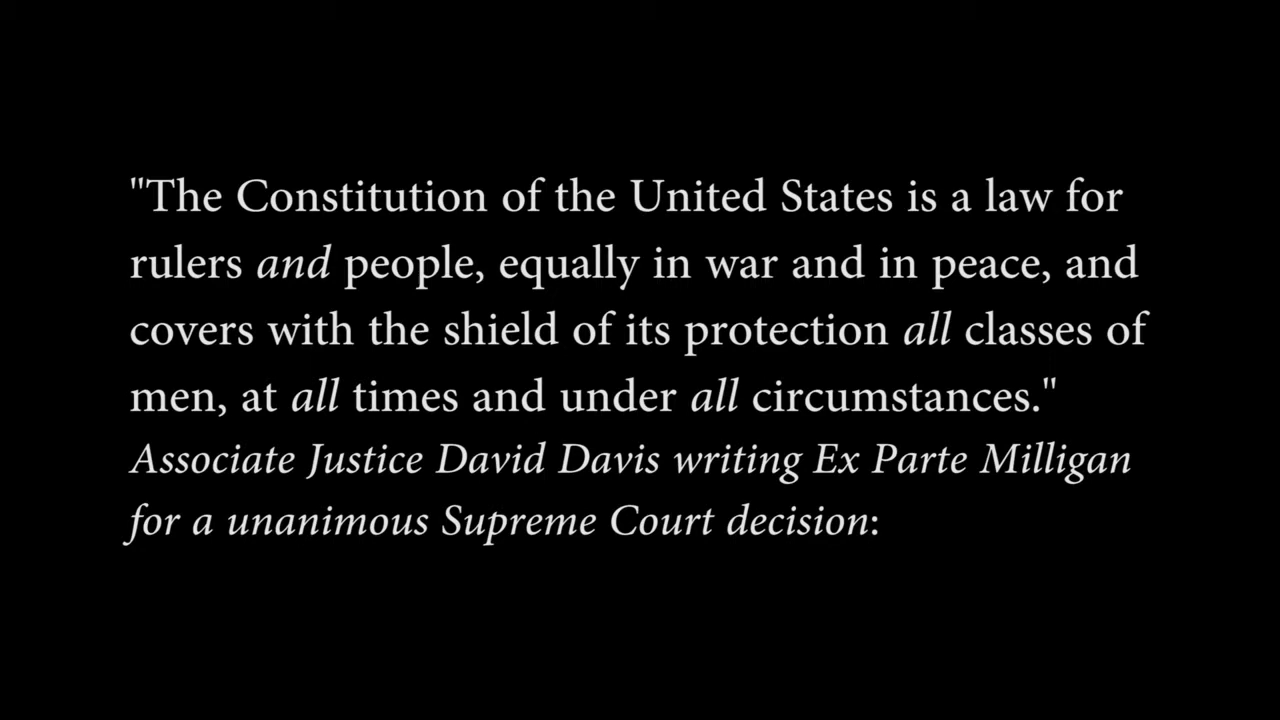 "The Constitution of the United States is a law for
rulers and people, equally in war and in peace, and
covers with the shield of its protection all classes of
men, at all times and under all circumstances."
Associate Justice David Davis writing Ex Parte Milligan
for a unanimous Supreme Court decision: